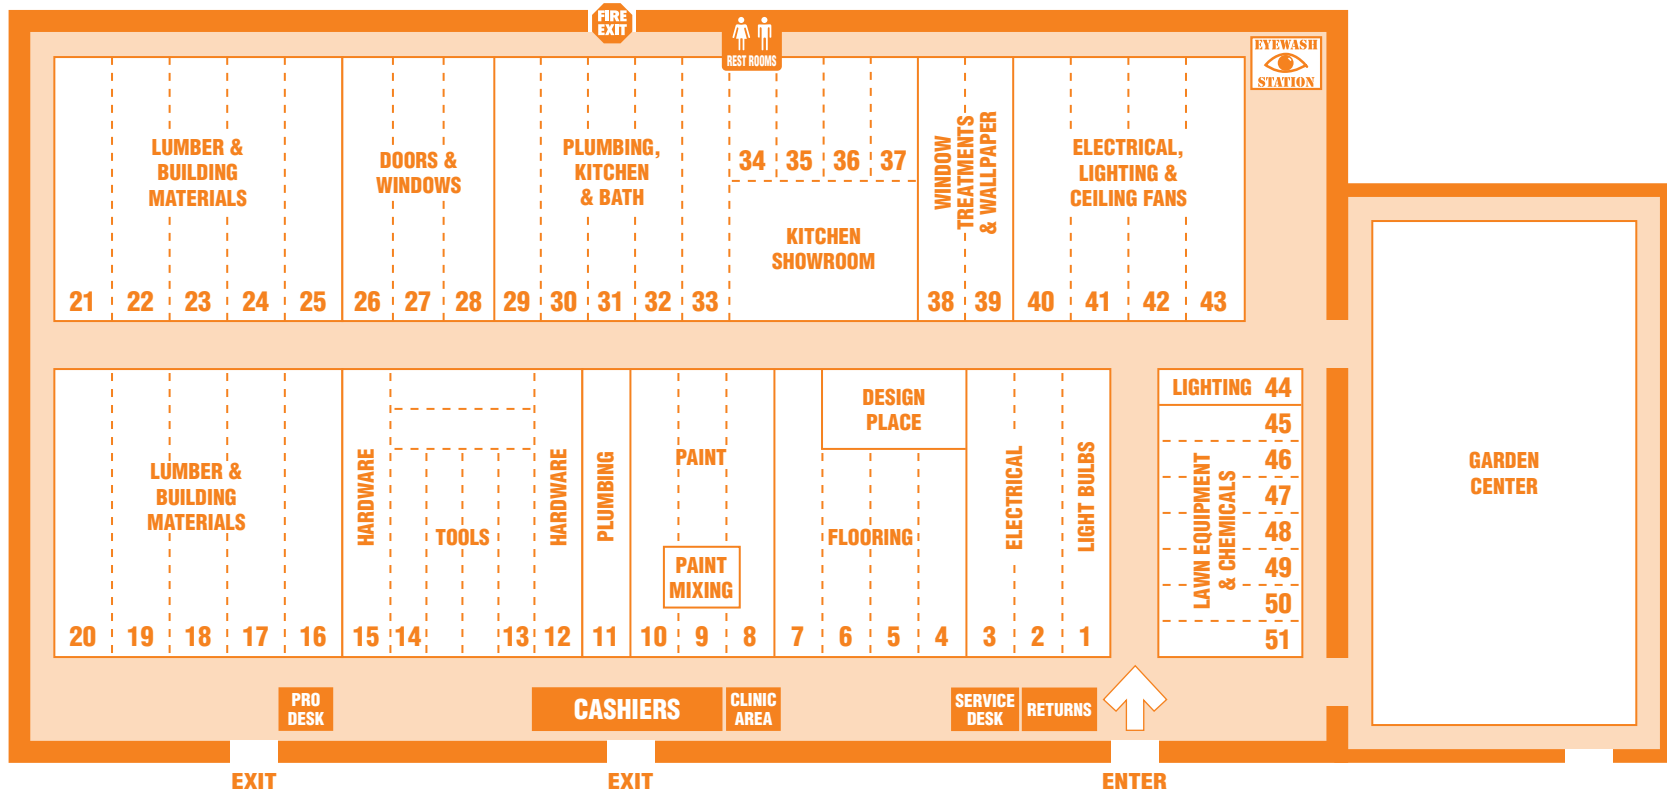 FIRE
EXIT
REST ROOMS
EYEWASH
STATION
LUMBER &
BUILDING
MATERIALS
DOORS &
WINDOWS
PLUMBING,
KITCHEN
& BATH
34 35 36 37
KITCHEN
SHOWROOM
WINDOW
TREATMENTS
& WALLPAPER
ELECTRICAL,
LIGHTING &
CEILING FANS
21 22 23 24 25 26 27 28 29 30 31 32 33 38 39 40 41 42 43
LUMBER &
BUILDING
MATERIALS
HARDWARE
TOOLS
HARDWARE
PLUMBING
PAINT
PAINT
MIXING
DESIGN
PLACE
FLOORING
ELECTRICAL
LIGHT BULBS
20 19 18 17 16 15 14 13 12 11 10 9 8 7 6 5 4 3 2 1
LIGHTING 44
LAWN EQUIPMENT
& CHEMICALS
45
46
47
48
49
50
51
GARDEN
CENTER
PRO
DESK
CASHIERS
CLINIC
AREA
SERVICE
DESK
RETURNS
EXIT
EXIT
ENTER